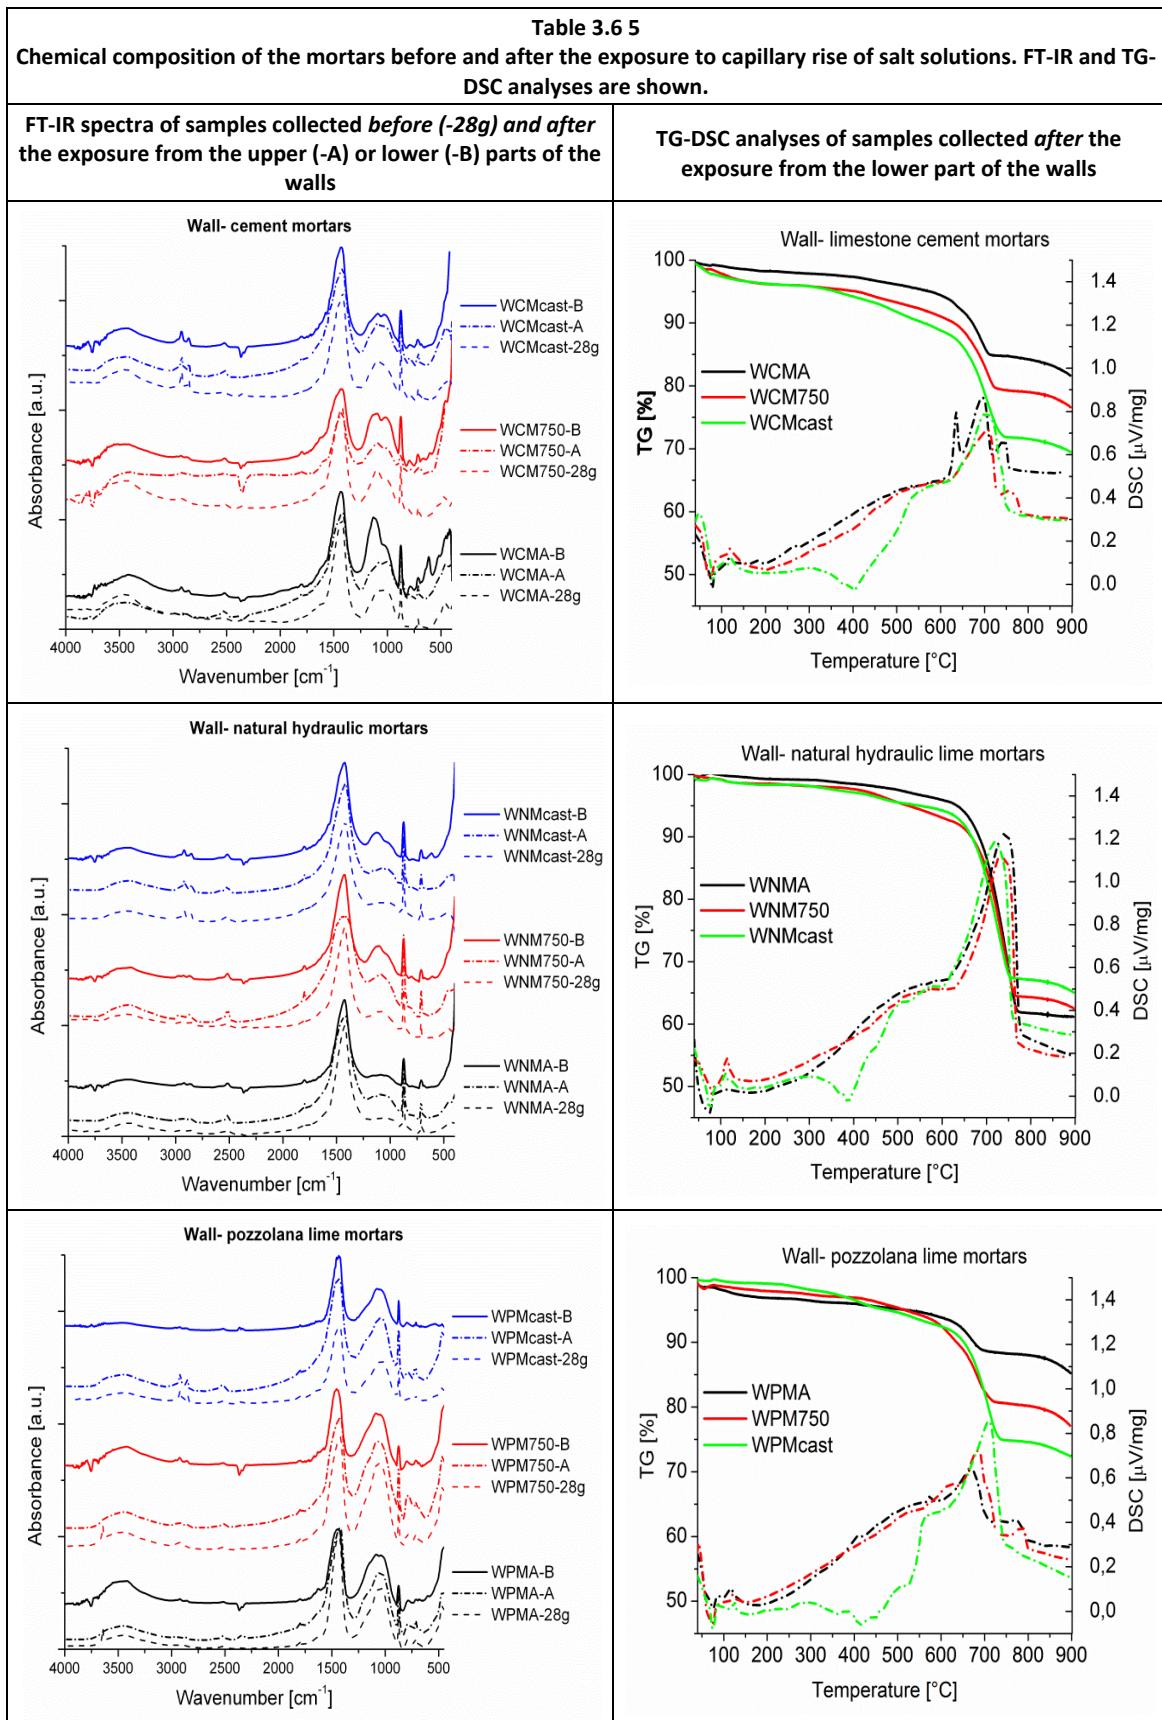 Table 3.6 5
Chemical composition of the mortars before and after the exposure to capillary rise of salt solutions. FT-IR and TG-
DSC analyses are shown.
FT-IR spectra of samples collected before (-28g) and after
the exposure from the upper (-A) or lower (-B) parts of the
walls
TG-DSC analyses of samples collected after the
exposure from the lower part of the walls
Wall- cement mortars
Absorbance [a.u.]
WCMcast-B
WCMcast-A
WCMcast-28g
WCM750-B
WCM750-A
WCM750-28g
WCMA-B
WCMA-A
WCMA-28g
4000 3500 3000 2500 2000 1500 1000 500
Wavenumber [cm-1]
Wall- limestone cement mortars
TG [%]
100
90
80
70
60
50
WCMA
WCM750
WCMcast
1.4
1.2
1.0
0.8
0.6
0.4
0.2
0.0
DSC [µV/mg]
100 200 300 400 500 600 700 800 900
Temperature [°C]
Wall- natural hydraulic mortars
Absorbance [a.u.]
WNMcast-B
WNMcast-A
WNMcast-28g
WNM750-B
WNM750-A
WNM750-28g
WNMA-B
WNMA-A
WNMA-28g
4000 3500 3000 2500 2000 1500 1000 500
Wavenumber [cm-1]
Wall- natural hydraulic lime mortars
TG [%]
100
90
80
70
60
50
WNMA
WNM750
WNMcast
1.4
1.2
1.0
0.8
0.6
0.4
0.2
0.0
DSC [µV/mg]
100 200 300 400 500 600 700 800 900
Temperature [°C]
Wall- pozzolana lime mortars
Absorbance [a.u.]
WPMcast-B
WPMcast-A
WPMcast-28g
WPM750-B
WPM750-A
WPM750-28g
WPMA-B
WPMA-A
WPMA-28g
4000 3500 3000 2500 2000 1500 1000 500
Wavenumber [cm-1]
Wall- pozzolana lime mortars
TG [%]
100
90
80
70
60
50
WPMA
WPM750
WPMcast
1,4
1,2
1,0
0,8
0,6
0,4
0,2
0,0
DSC [µV/mg]
100 200 300 400 500 600 700 800 900
Temperature [°C]